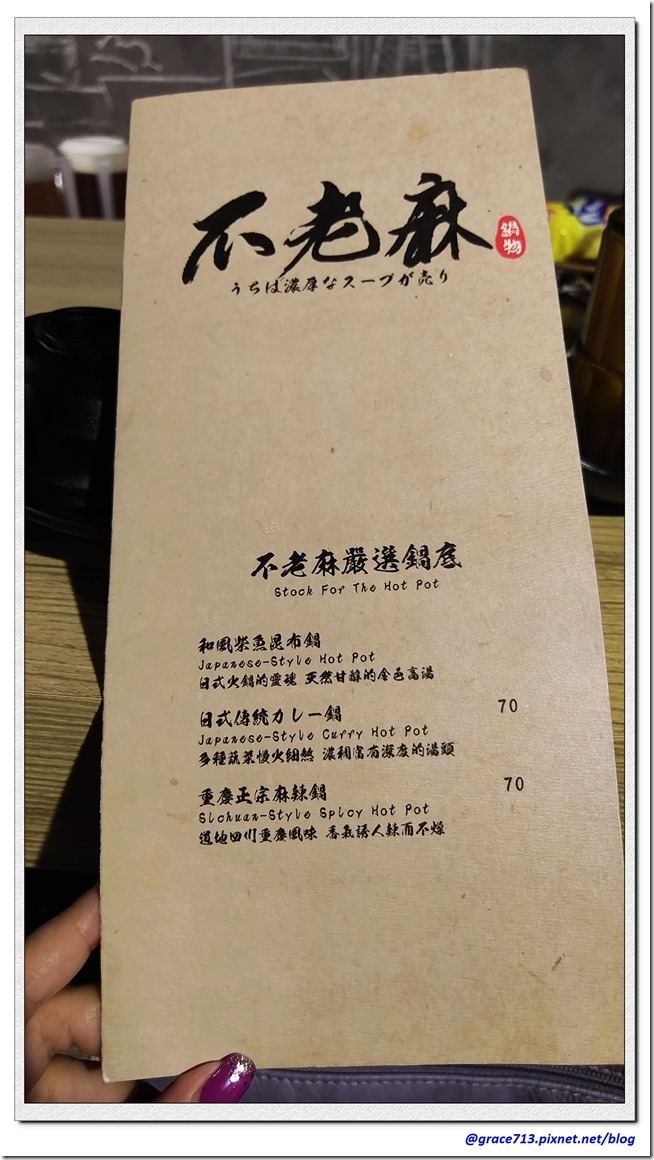 不老麻
鍋物
うちは濃厚なスープが売り
不老麻嚴選鍋底
Stock For The Hot Pot
和風柴魚昆布鍋
Japanese-Style Hot Pot
日式火鍋的靈魂 天然甘醇的金色高湯
日式傳統カレー鍋 70
Japanese-Style Curry Hot Pot
多種蔬菜慢火細熬 濃稠富有深度的湯頭
重慶正宗麻辣鍋 70
Sichuan-Style Spicy Hot Pot
道地四川重慶風味 香氣誘人辣而不燥
@grace713.pixnet.net/blog